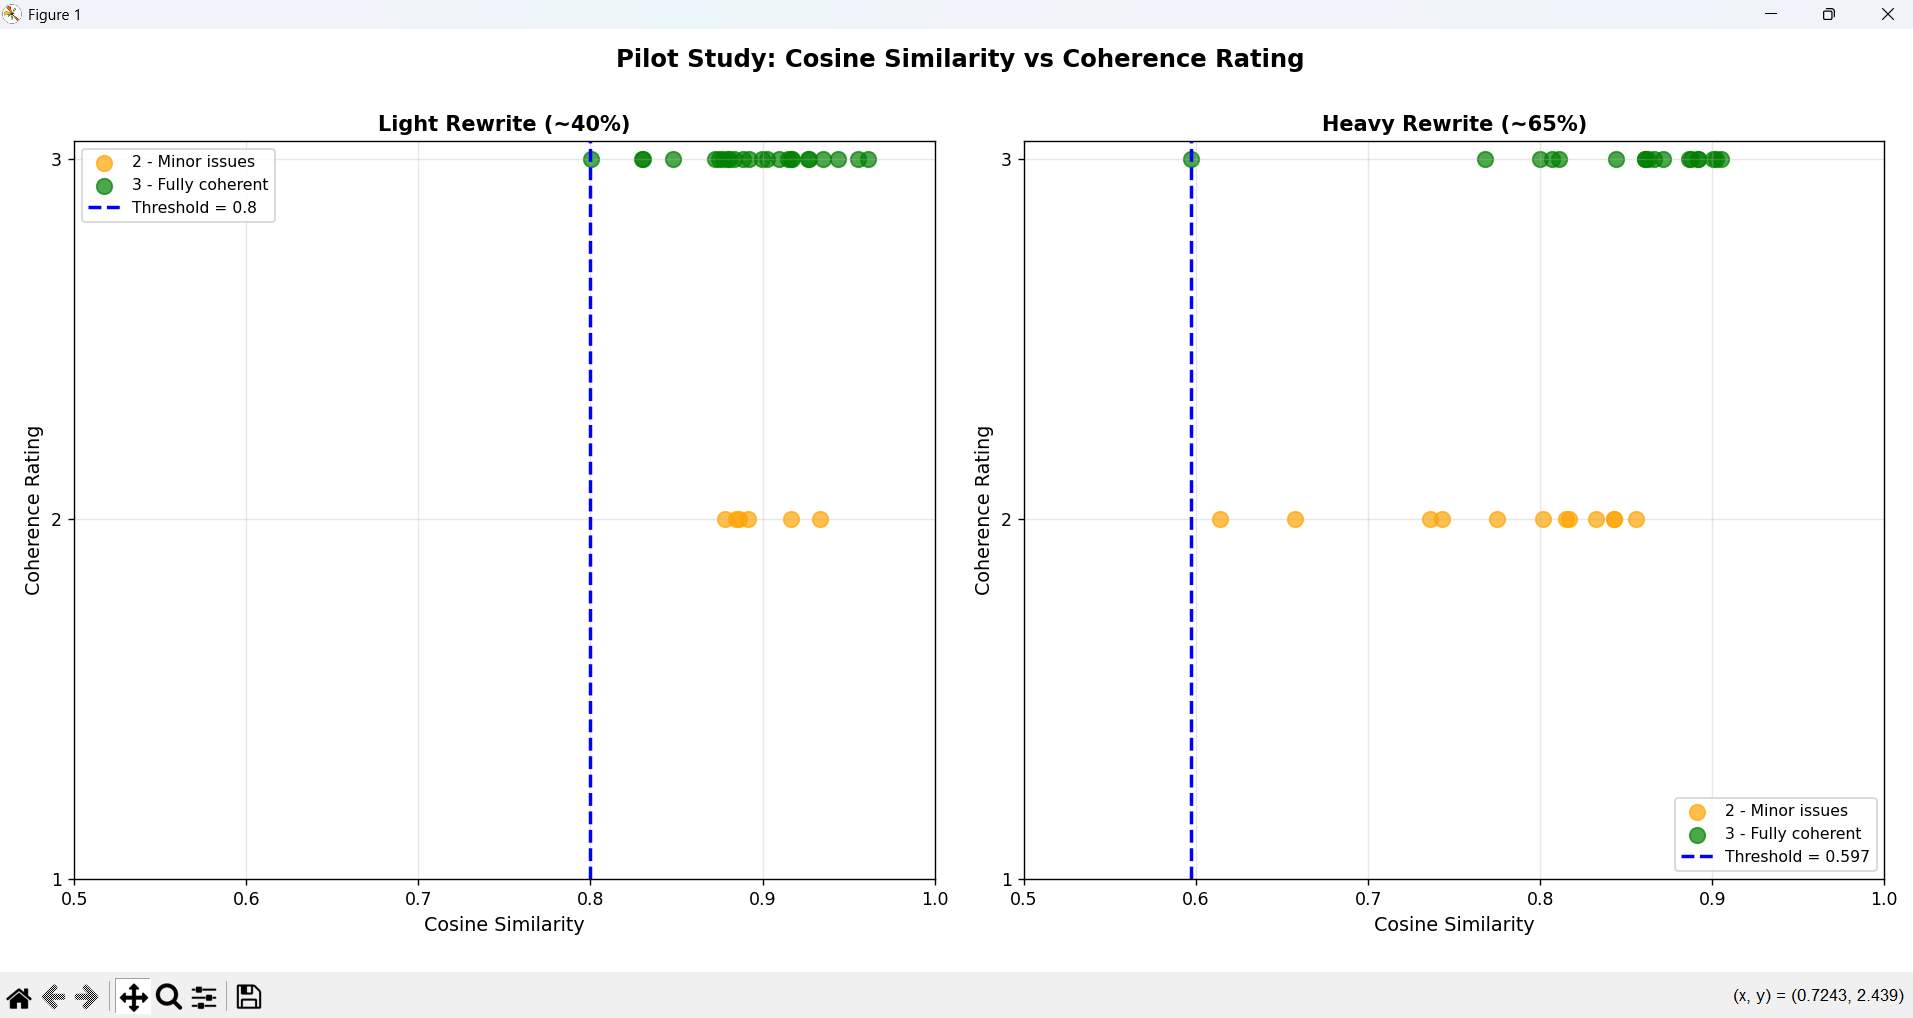 Figure 1
Pilot Study: Cosine Similarity vs Coherence Rating
Light Rewrite (~40%)
2 - Minor issues
3 - Fully coherent
Threshold = 0.8
3
2
1
Coherence Rating
0.5 0.6 0.7 0.8 0.9 1.0
Cosine Similarity
Heavy Rewrite (~65%)
3
2
1
Coherence Rating
2 - Minor issues
3 - Fully coherent
Threshold = 0.597
0.5 0.6 0.7 0.8 0.9 1.0
Cosine Similarity
(x, y) = (0.7243, 2.439)